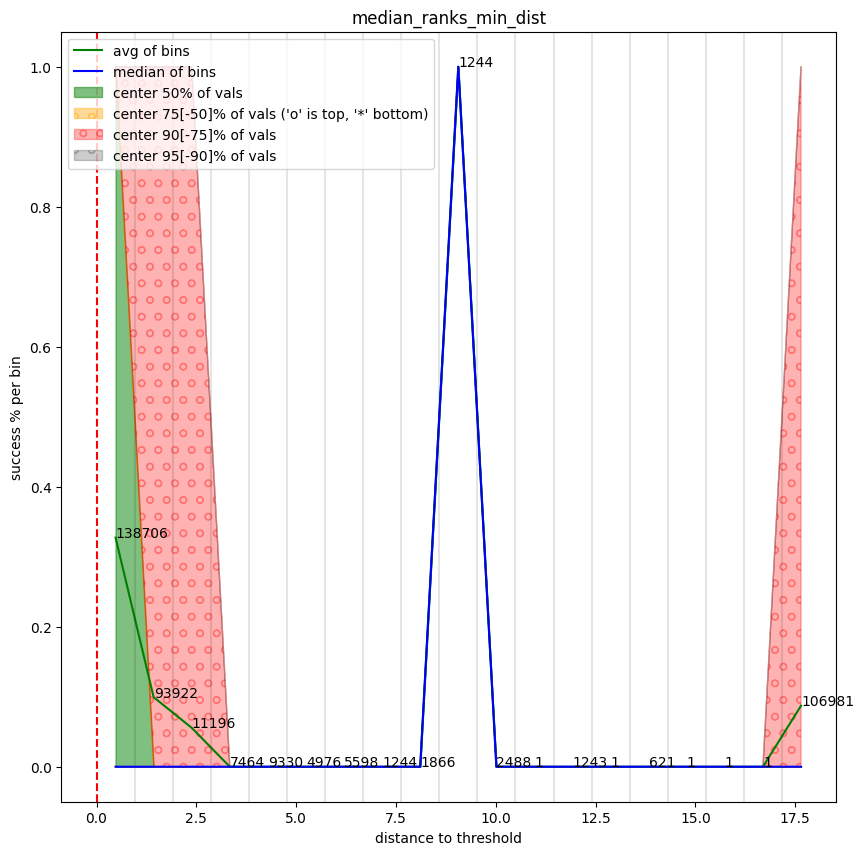 median_ranks_min_dist
avg of bins
median of bins
center 50% of vals
center 75[-50]% of vals ('o' is top, '*' bottom)
center 90[-75]% of vals
center 95[-90]% of vals
1244
138706
93922
11196
7464 9330 4976 5598 1244 1866 2488 1 1243 1 621 1 1 1
106981
success % per bin
1.0
0.8
0.6
0.4
0.2
0.0
0.0 2.5 5.0 7.5 10.0 12.5 15.0 17.5
distance to threshold